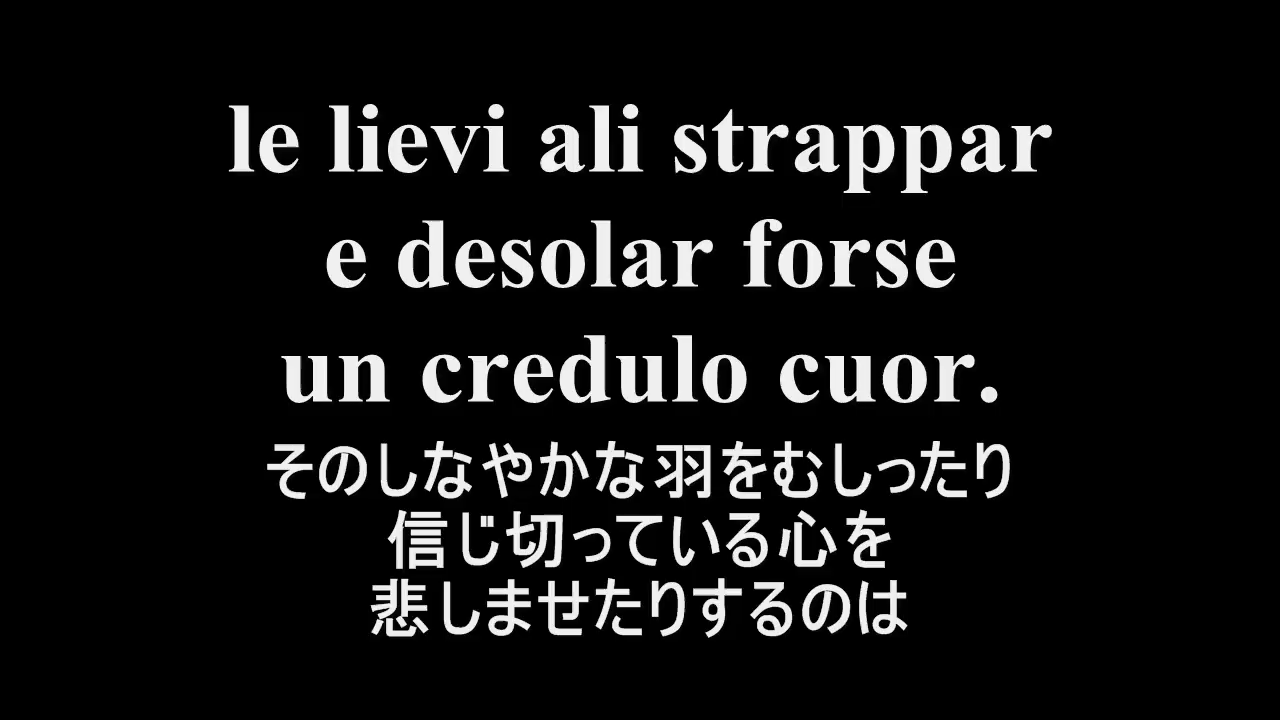 le lievi ali strappar
e desolar forse
un credulo cuor.
そのしなやかな羽をむしったり
信じ切っている心を
悲しませたりするのは